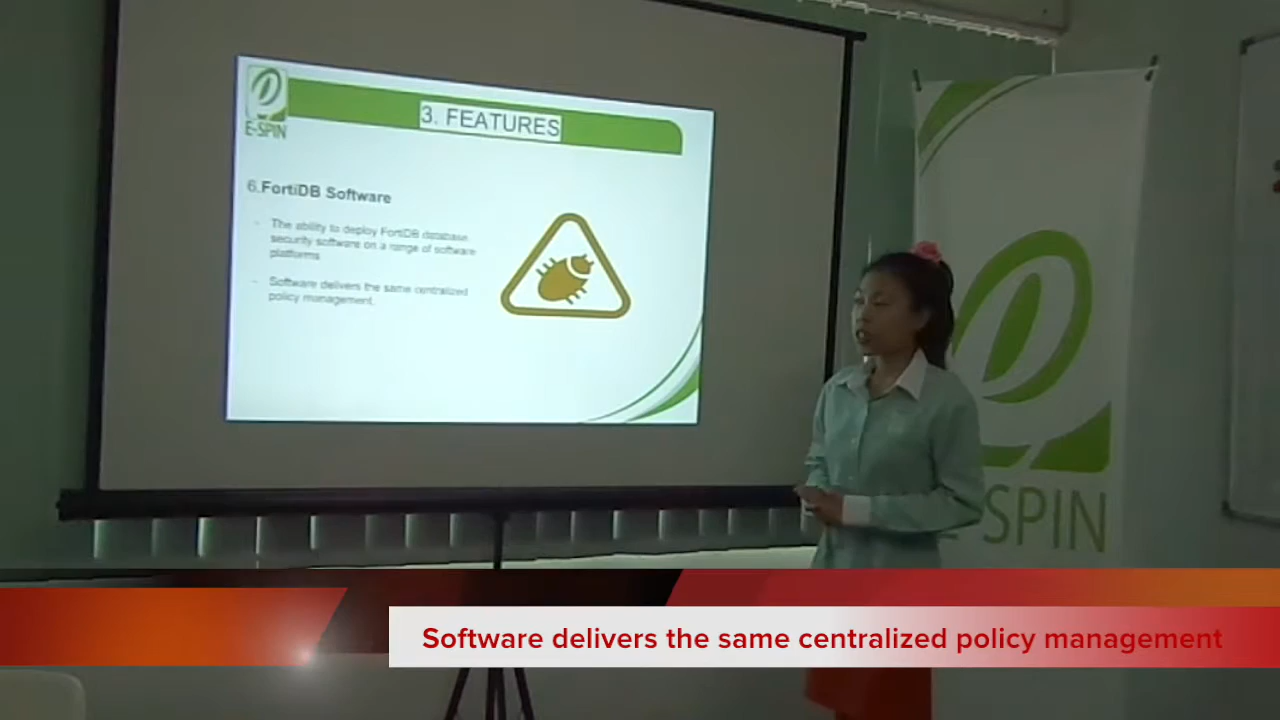 E-SPIN
3. FEATURES
6.FortiDB Software
- The ability to deploy FortiDB database
security software on a range of software
platforms
- Software delivers the same centralized
policy management.
E-SPIN
Software delivers the same centralized policy management